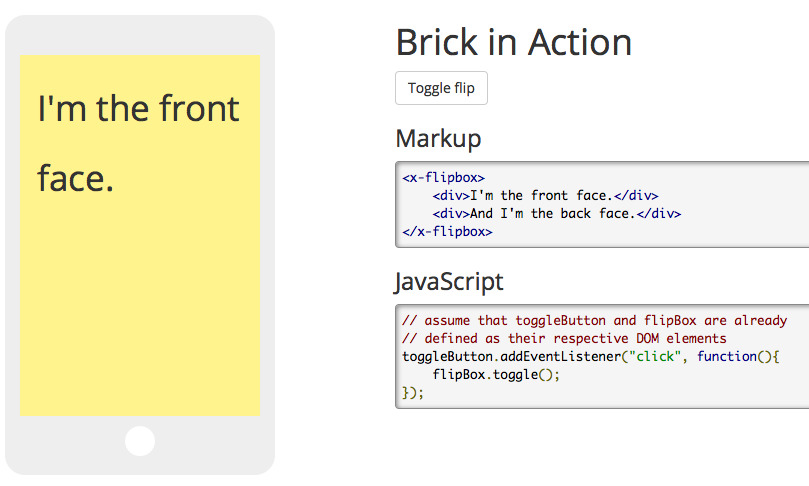 I'm the front
face.
Brick in Action
Toggle flip
Markup
<x-flipbox>
    <div>I'm the front face.</div>
    <div>And I'm the back face.</div>
</x-flipbox>
JavaScript
// assume that toggleButton and flipBox are already
// defined as their respective DOM elements
toggleButton.addEventListener("click", function(){
    flipBox.toggle();
});